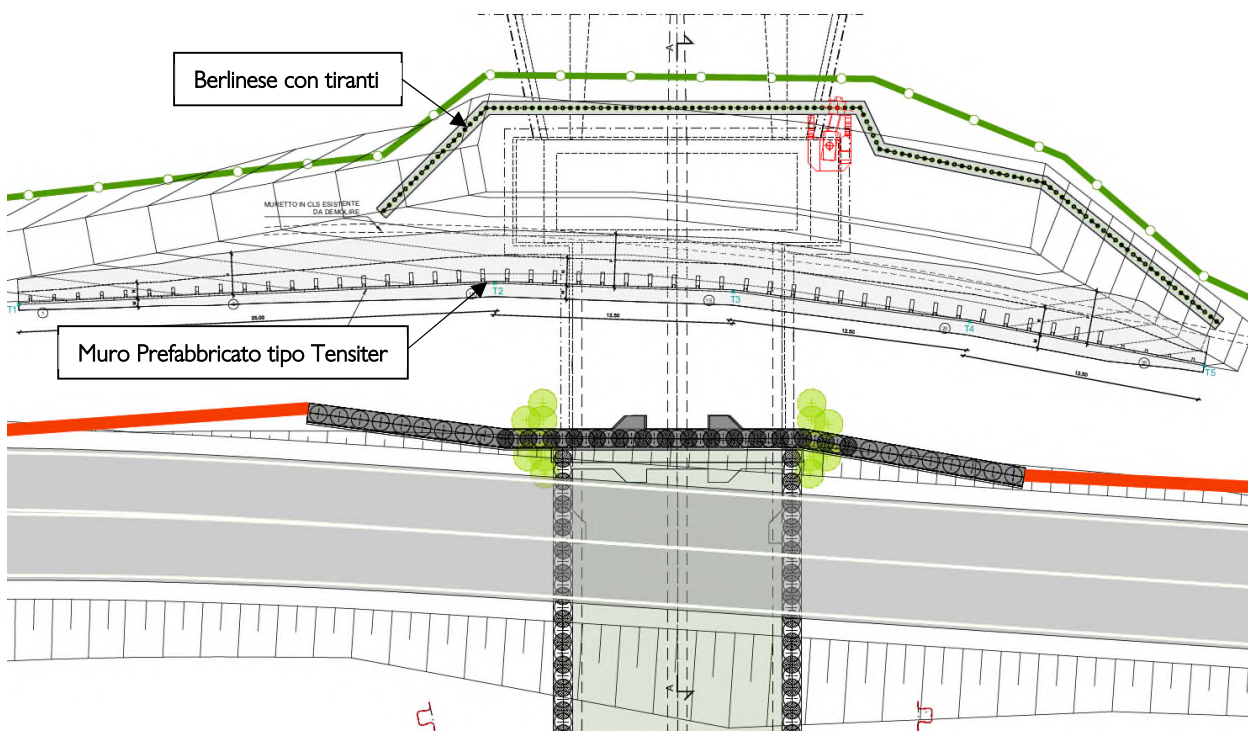 A
Berlinese con tiranti
MURETTO IN CLS ESISTENTE
DA DEMOLIRE
T1
T2
T3
T4
T5
1
25.00
12.50
12.50
12.50
Muro Prefabbricato tipo Tensiter
A